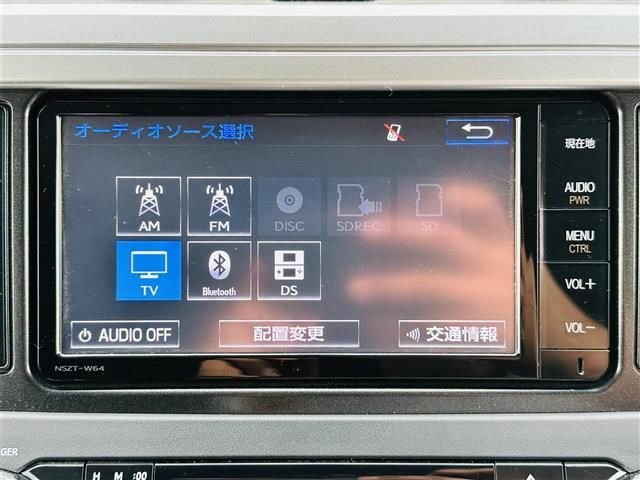 オーディオソース選択
AM
FM
DISC
SDREC
SD
TV
Bluetooth
DS
AUDIO OFF
配置変更
交通情報
NSZT-W64
現在地
AUDIO
PWR
MENU
CTRL
VOL+
VOL-
H
M
:00